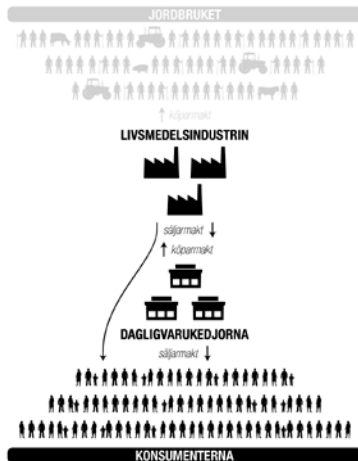 JORDBRUKET
↑ köparmakt
LIVSMEDELSINDUSTRIN
säljarmakt ↓
↑ köparmakt
DAGLIGVARUKEDJORNA
säljarmakt ↓
KONSUMENTERNA